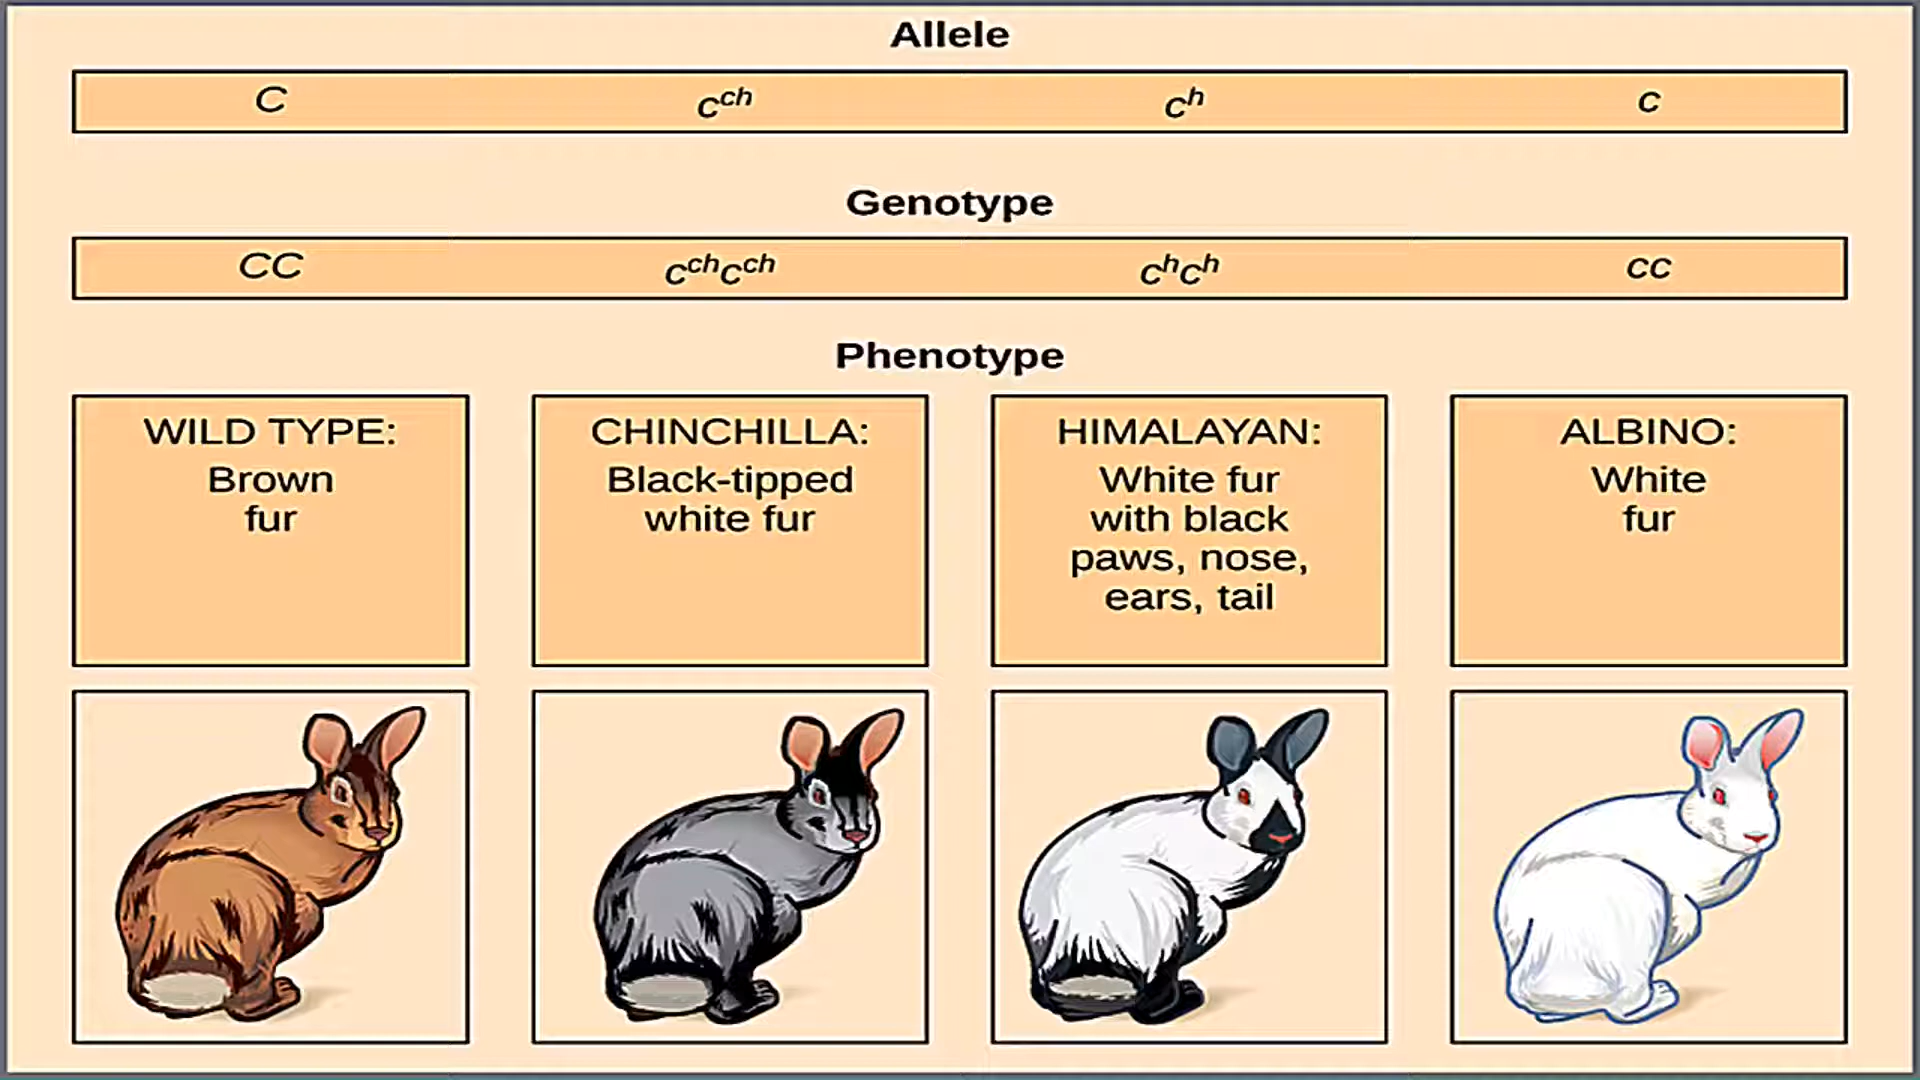 Allele
C c^ch c^h c
Genotype
CC c^chc^ch c^hc^h cc
Phenotype
WILD TYPE:
Brown
fur
CHINCHILLA:
Black-tipped
white fur
HIMALAYAN:
White fur
with black
paws, nose,
ears, tail
ALBINO:
White
fur